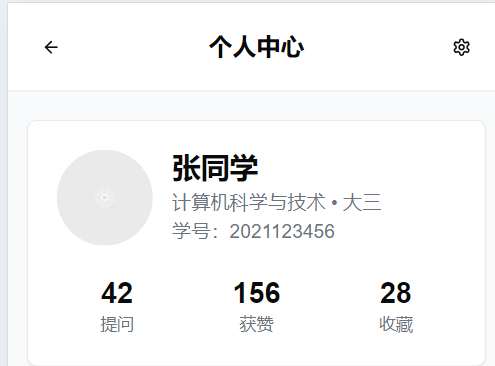 个人中心
张同学
计算机科学与技术 • 大三
学号：2021123456
42 156 28
提问 获赞 收藏